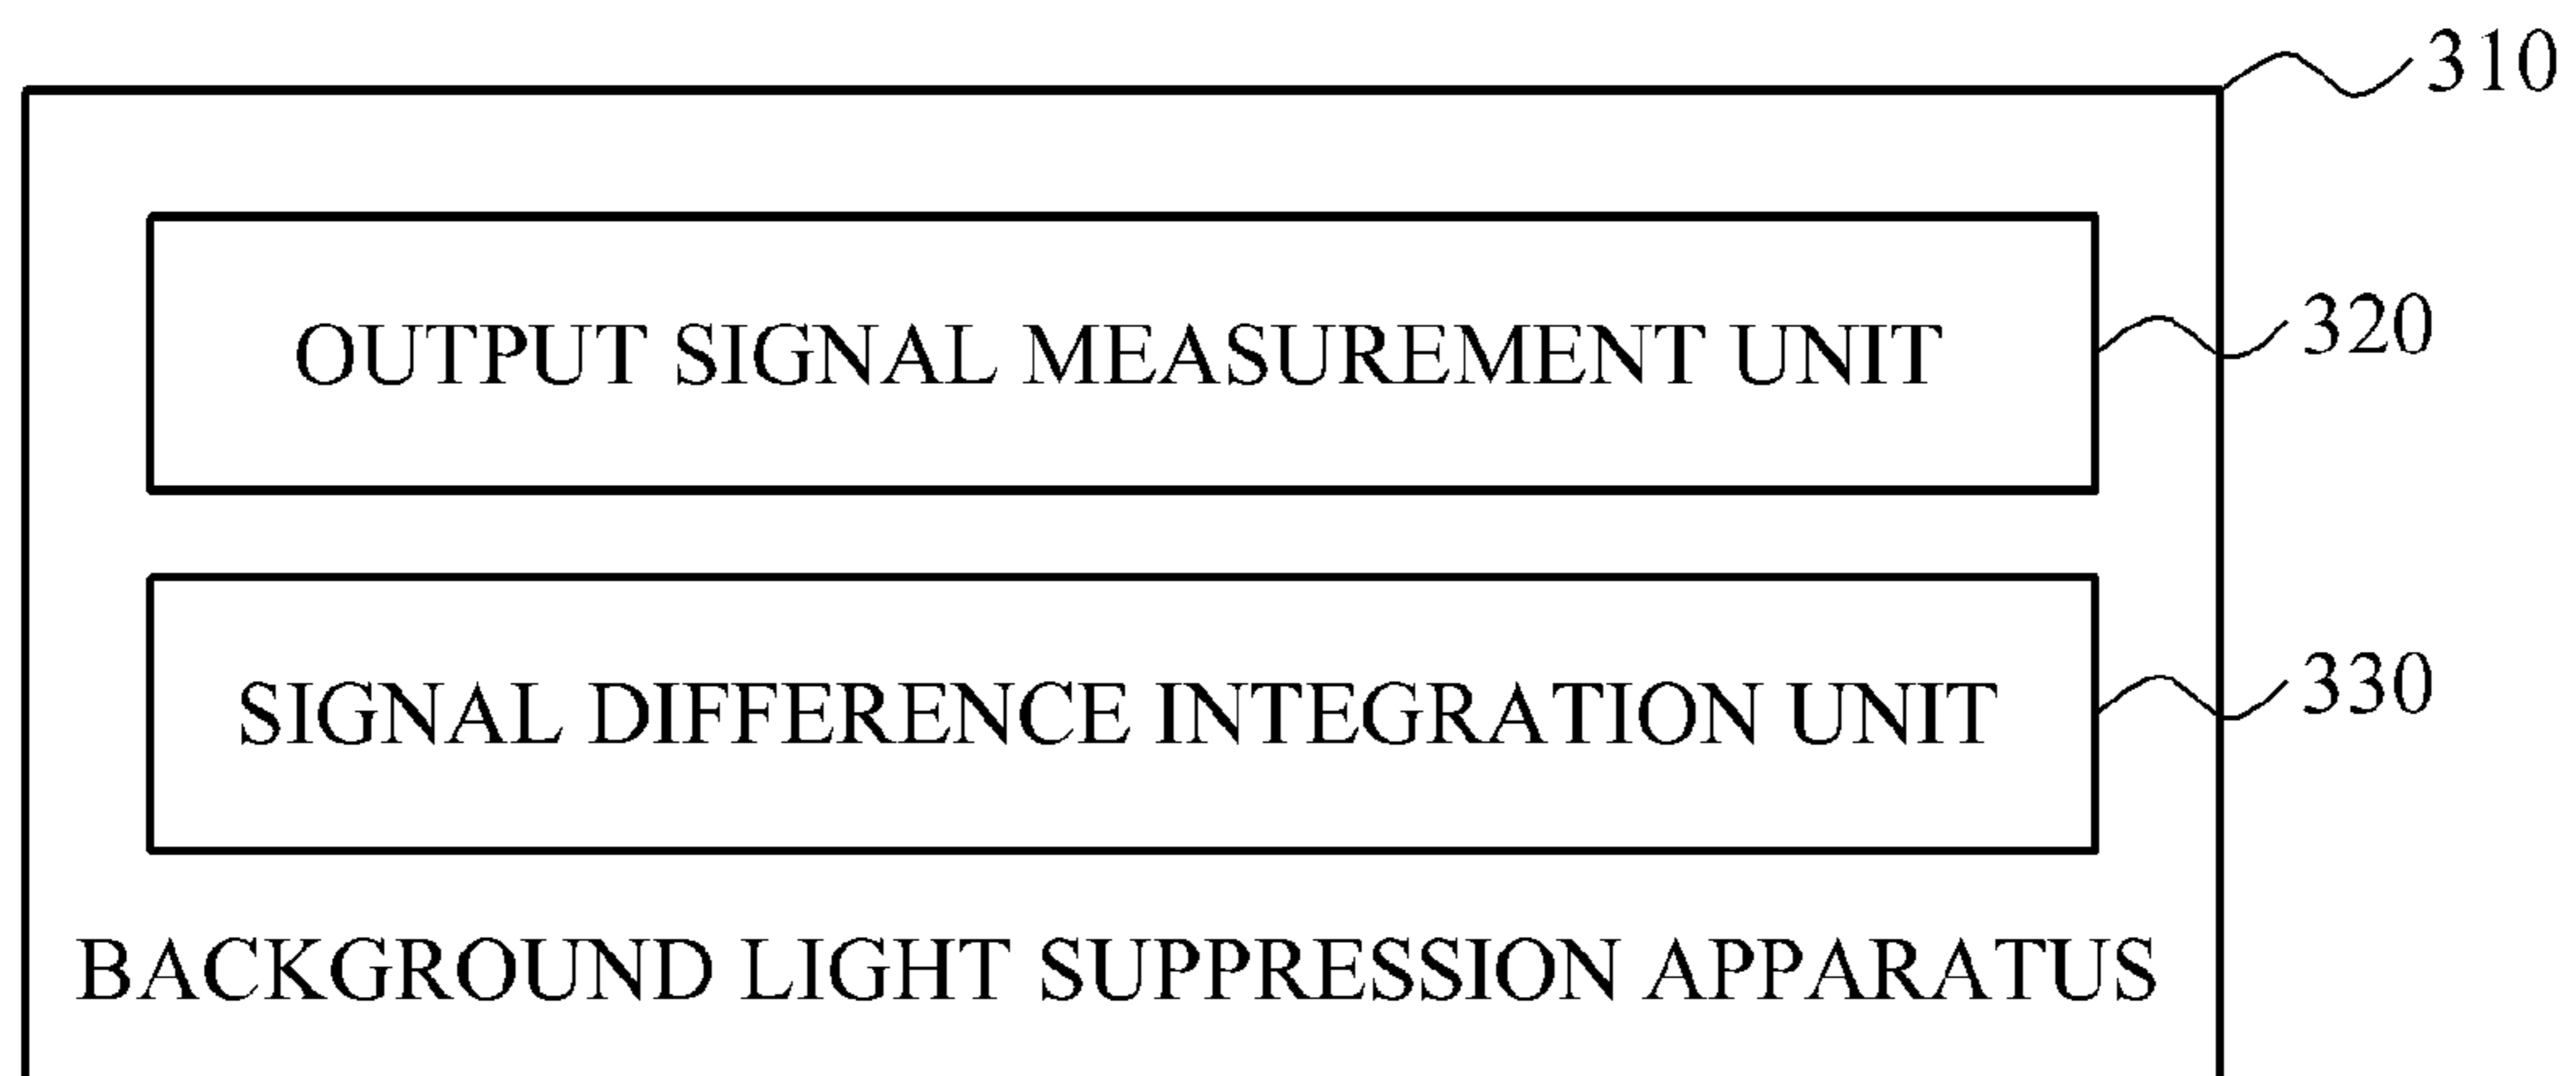 310
OUTPUT SIGNAL MEASUREMENT UNIT
320
SIGNAL DIFFERENCE INTEGRATION UNIT
330
BACKGROUND LIGHT SUPPRESSION APPARATUS